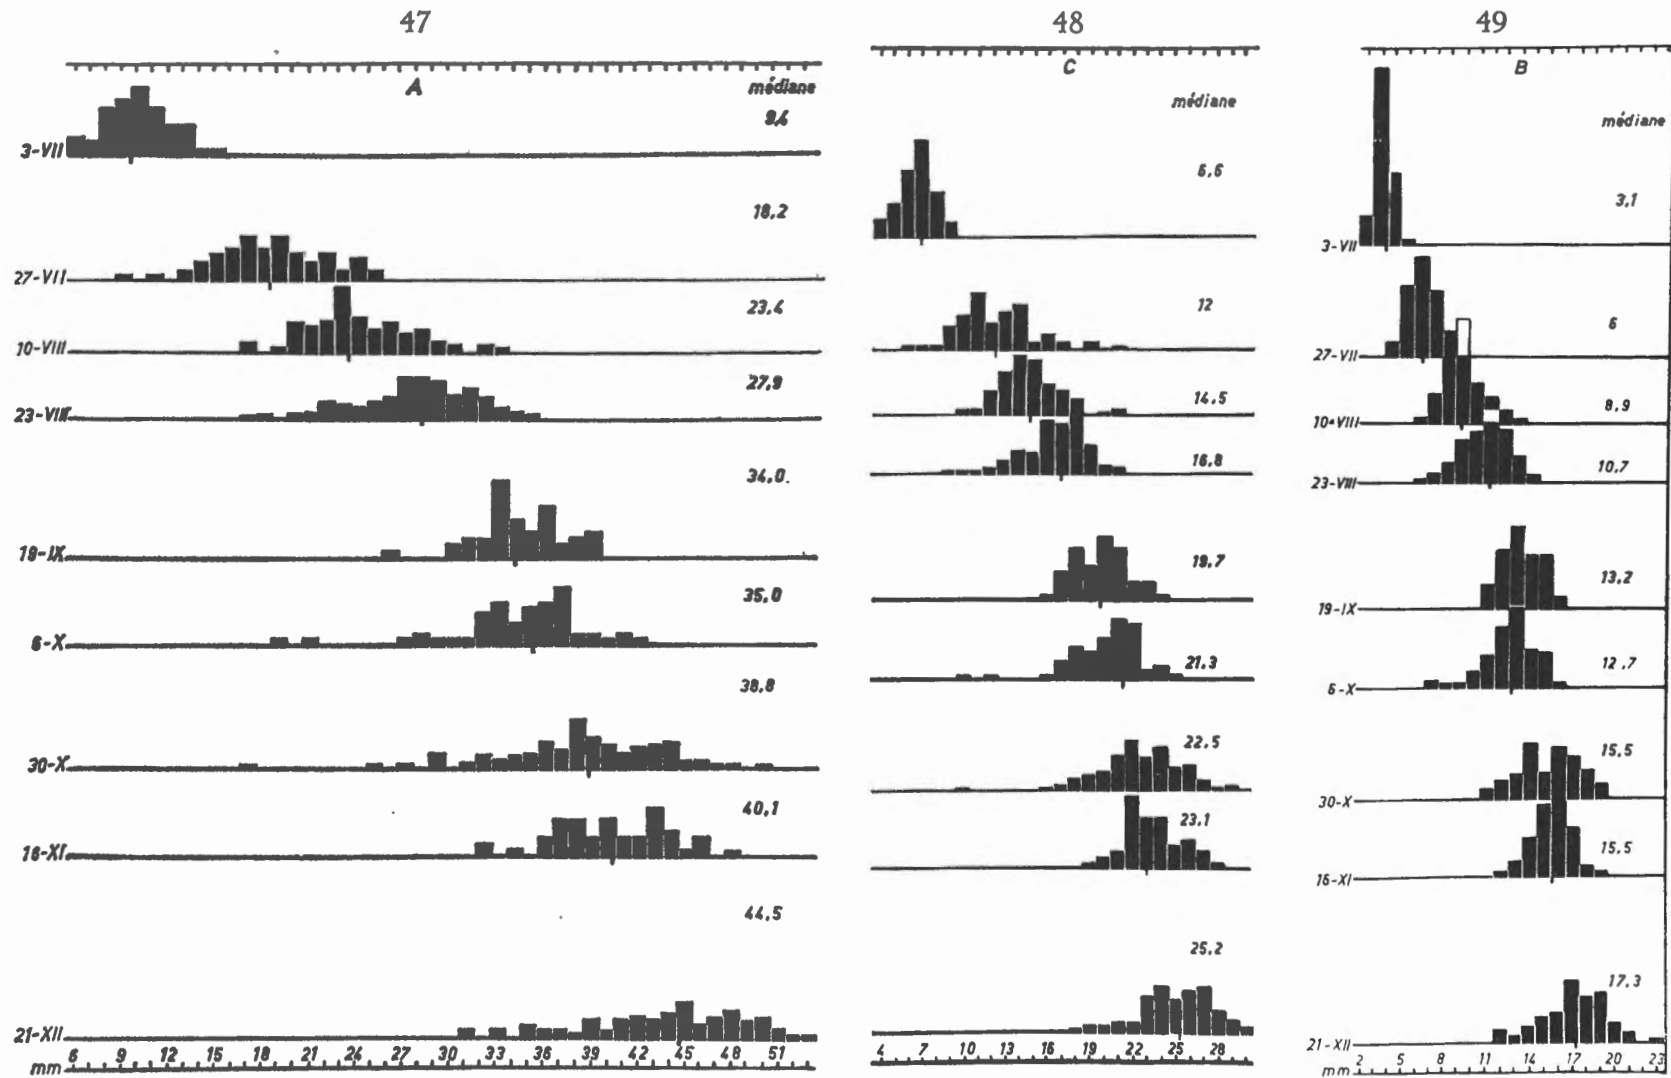 47
A
médiane
3-VII 9,4
18,2
27-VII
23,4
10-VIII
27,9
23-VIII
34,0
19-IX
35,0
6-X
38,8
30-X
40,1
16-XI
44,5
21-XII
6 9 12 15 18 21 24 27 30 33 36 39 42 45 48 51
mm
48
C
médiane
6,6
12
14,5
16,8
19,7
21,3
22,5
23,1
25,2
4 7 10 13 16 19 22 25 28
49
B
médiane
3,1
3-VII
6
27-VII
8,9
10-VIII
10,7
23-VIII
13,2
19-IX
12,7
6-X
15,5
30-X
15,5
16-XI
17,3
21-XII
mm 2 5 8 11 14 17 20 23